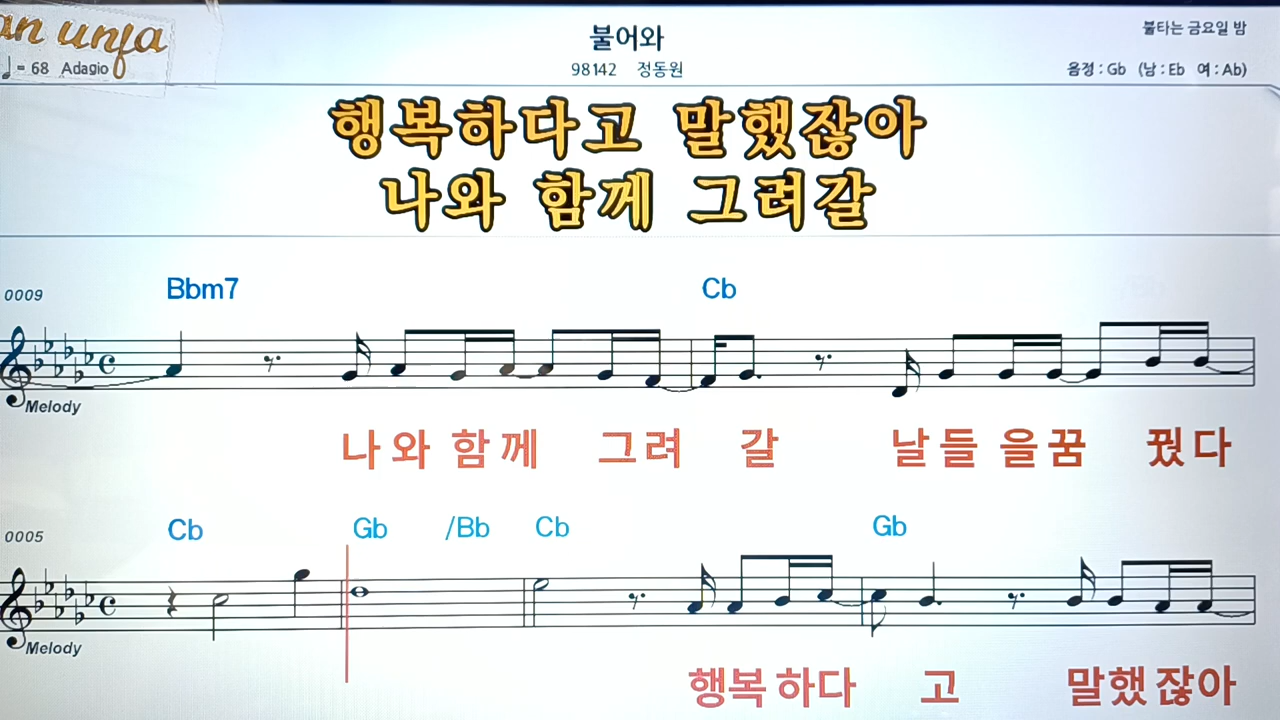 an unfa
불어와
불타는 금요일 밤
♩= 68 Adagio
98142 정동원
음정 : Gb (남 : Eb 여 : Ab)
행복하다고 말했잖아
나와 함께 그려갈
0009
Bbm7 Cb
Melody
나와 함께 그려 갈 날들 을꿈 꿨다
0005
Cb Gb /Bb Cb Gb
Melody
행복 하다 고 말했 잖아